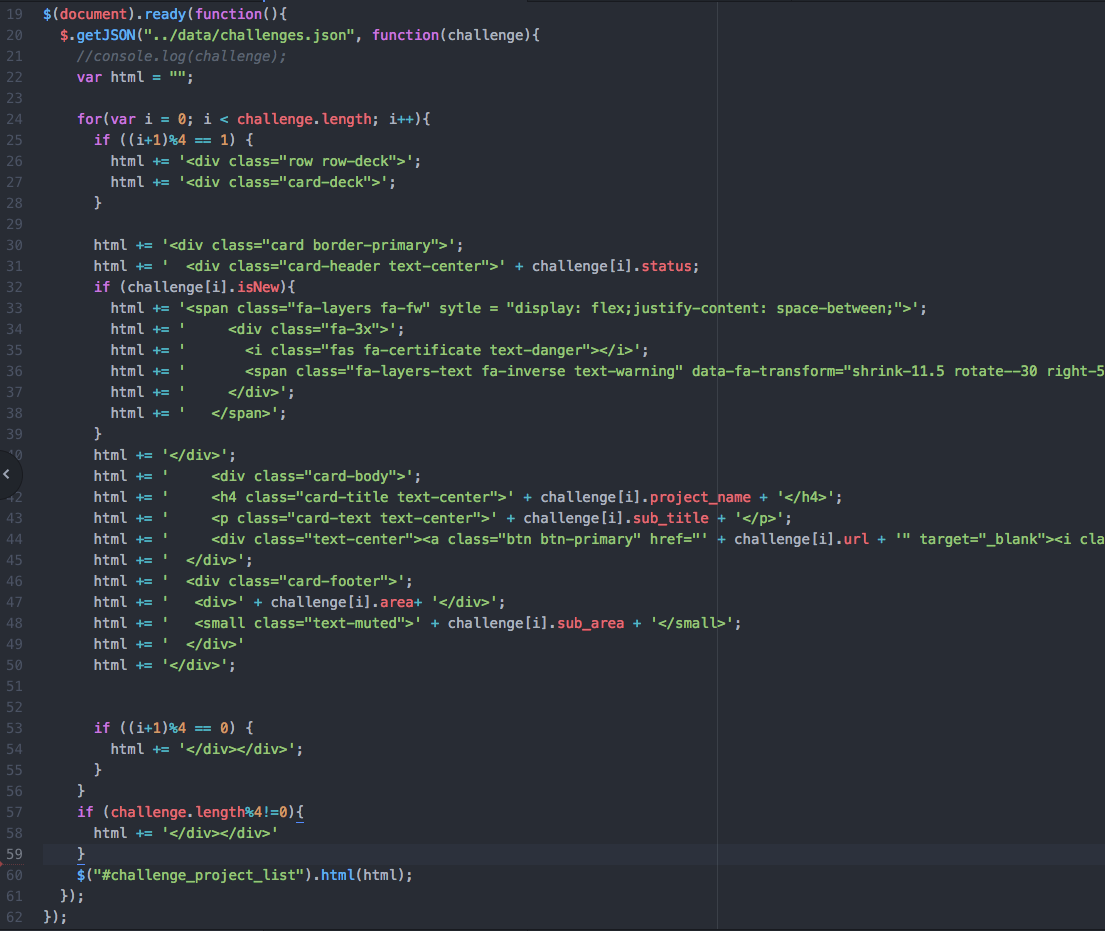 19 $(document).ready(function(){
20   $.getJSON("../data/challenges.json", function(challenge){
21     //console.log(challenge);
22     var html = "";
23
24     for(var i = 0; i < challenge.length; i++){
25       if ((i+1)%4 == 1) {
26         html += '<div class="row row-deck">';
27         html += '<div class="card-deck">';
28       }
29
30       html += '<div class="card border-primary">';
31       html += '  <div class="card-header text-center">' + challenge[i].status;
32       if (challenge[i].isNew){
33         html += '<span class="fa-layers fa-fw" sytle = "display: flex;justify-content: space-between;">';
34         html += '     <div class="fa-3x">';
35         html += '       <i class="fas fa-certificate text-danger"></i>';
36         html += '       <span class="fa-layers-text fa-inverse text-warning" data-fa-transform="shrink-11.5 rotate--30 right-5
37         html += '     </div>';
38         html += '   </span>';
39       }
40       html += '</div>';
      html += '     <div class="card-body">';
42       html += '     <h4 class="card-title text-center">' + challenge[i].project_name + '</h4>';
43       html += '     <p class="card-text text-center">' + challenge[i].sub_title + '</p>';
44       html += '     <div class="text-center"><a class="btn btn-primary" href="' + challenge[i].url + '" target="_blank"><i cla
45       html += '  </div>';
46       html += '  <div class="card-footer">';
47       html += '   <div>' + challenge[i].area+ '</div>';
48       html += '   <small class="text-muted">' + challenge[i].sub_area + '</small>';
49       html += '  </div>'
50       html += '</div>';
51
52
53       if ((i+1)%4 == 0) {
54         html += '</div></div>';
55       }
56     }
57     if (challenge.length%4!=0){
58       html += '</div></div>'
59     }
60     $("#challenge_project_list").html(html);
61   });
62 });